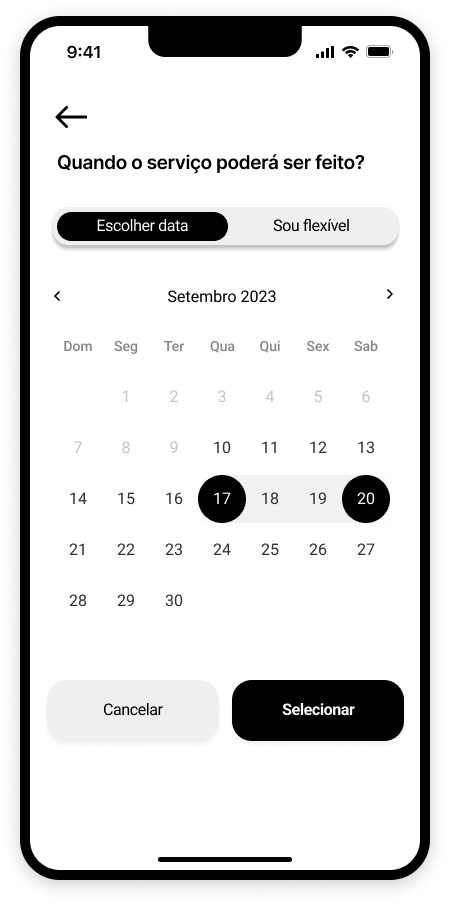 9:41
Quando o serviço poderá ser feito?
Escolher data Sou flexível
Setembro 2023
Dom Seg Ter Qua Qui Sex Sab
1 2 3 4 5 6
7 8 9 10 11 12 13
14 15 16 17 18 19 20
21 22 23 24 25 26 27
28 29 30
Cancelar Selecionar